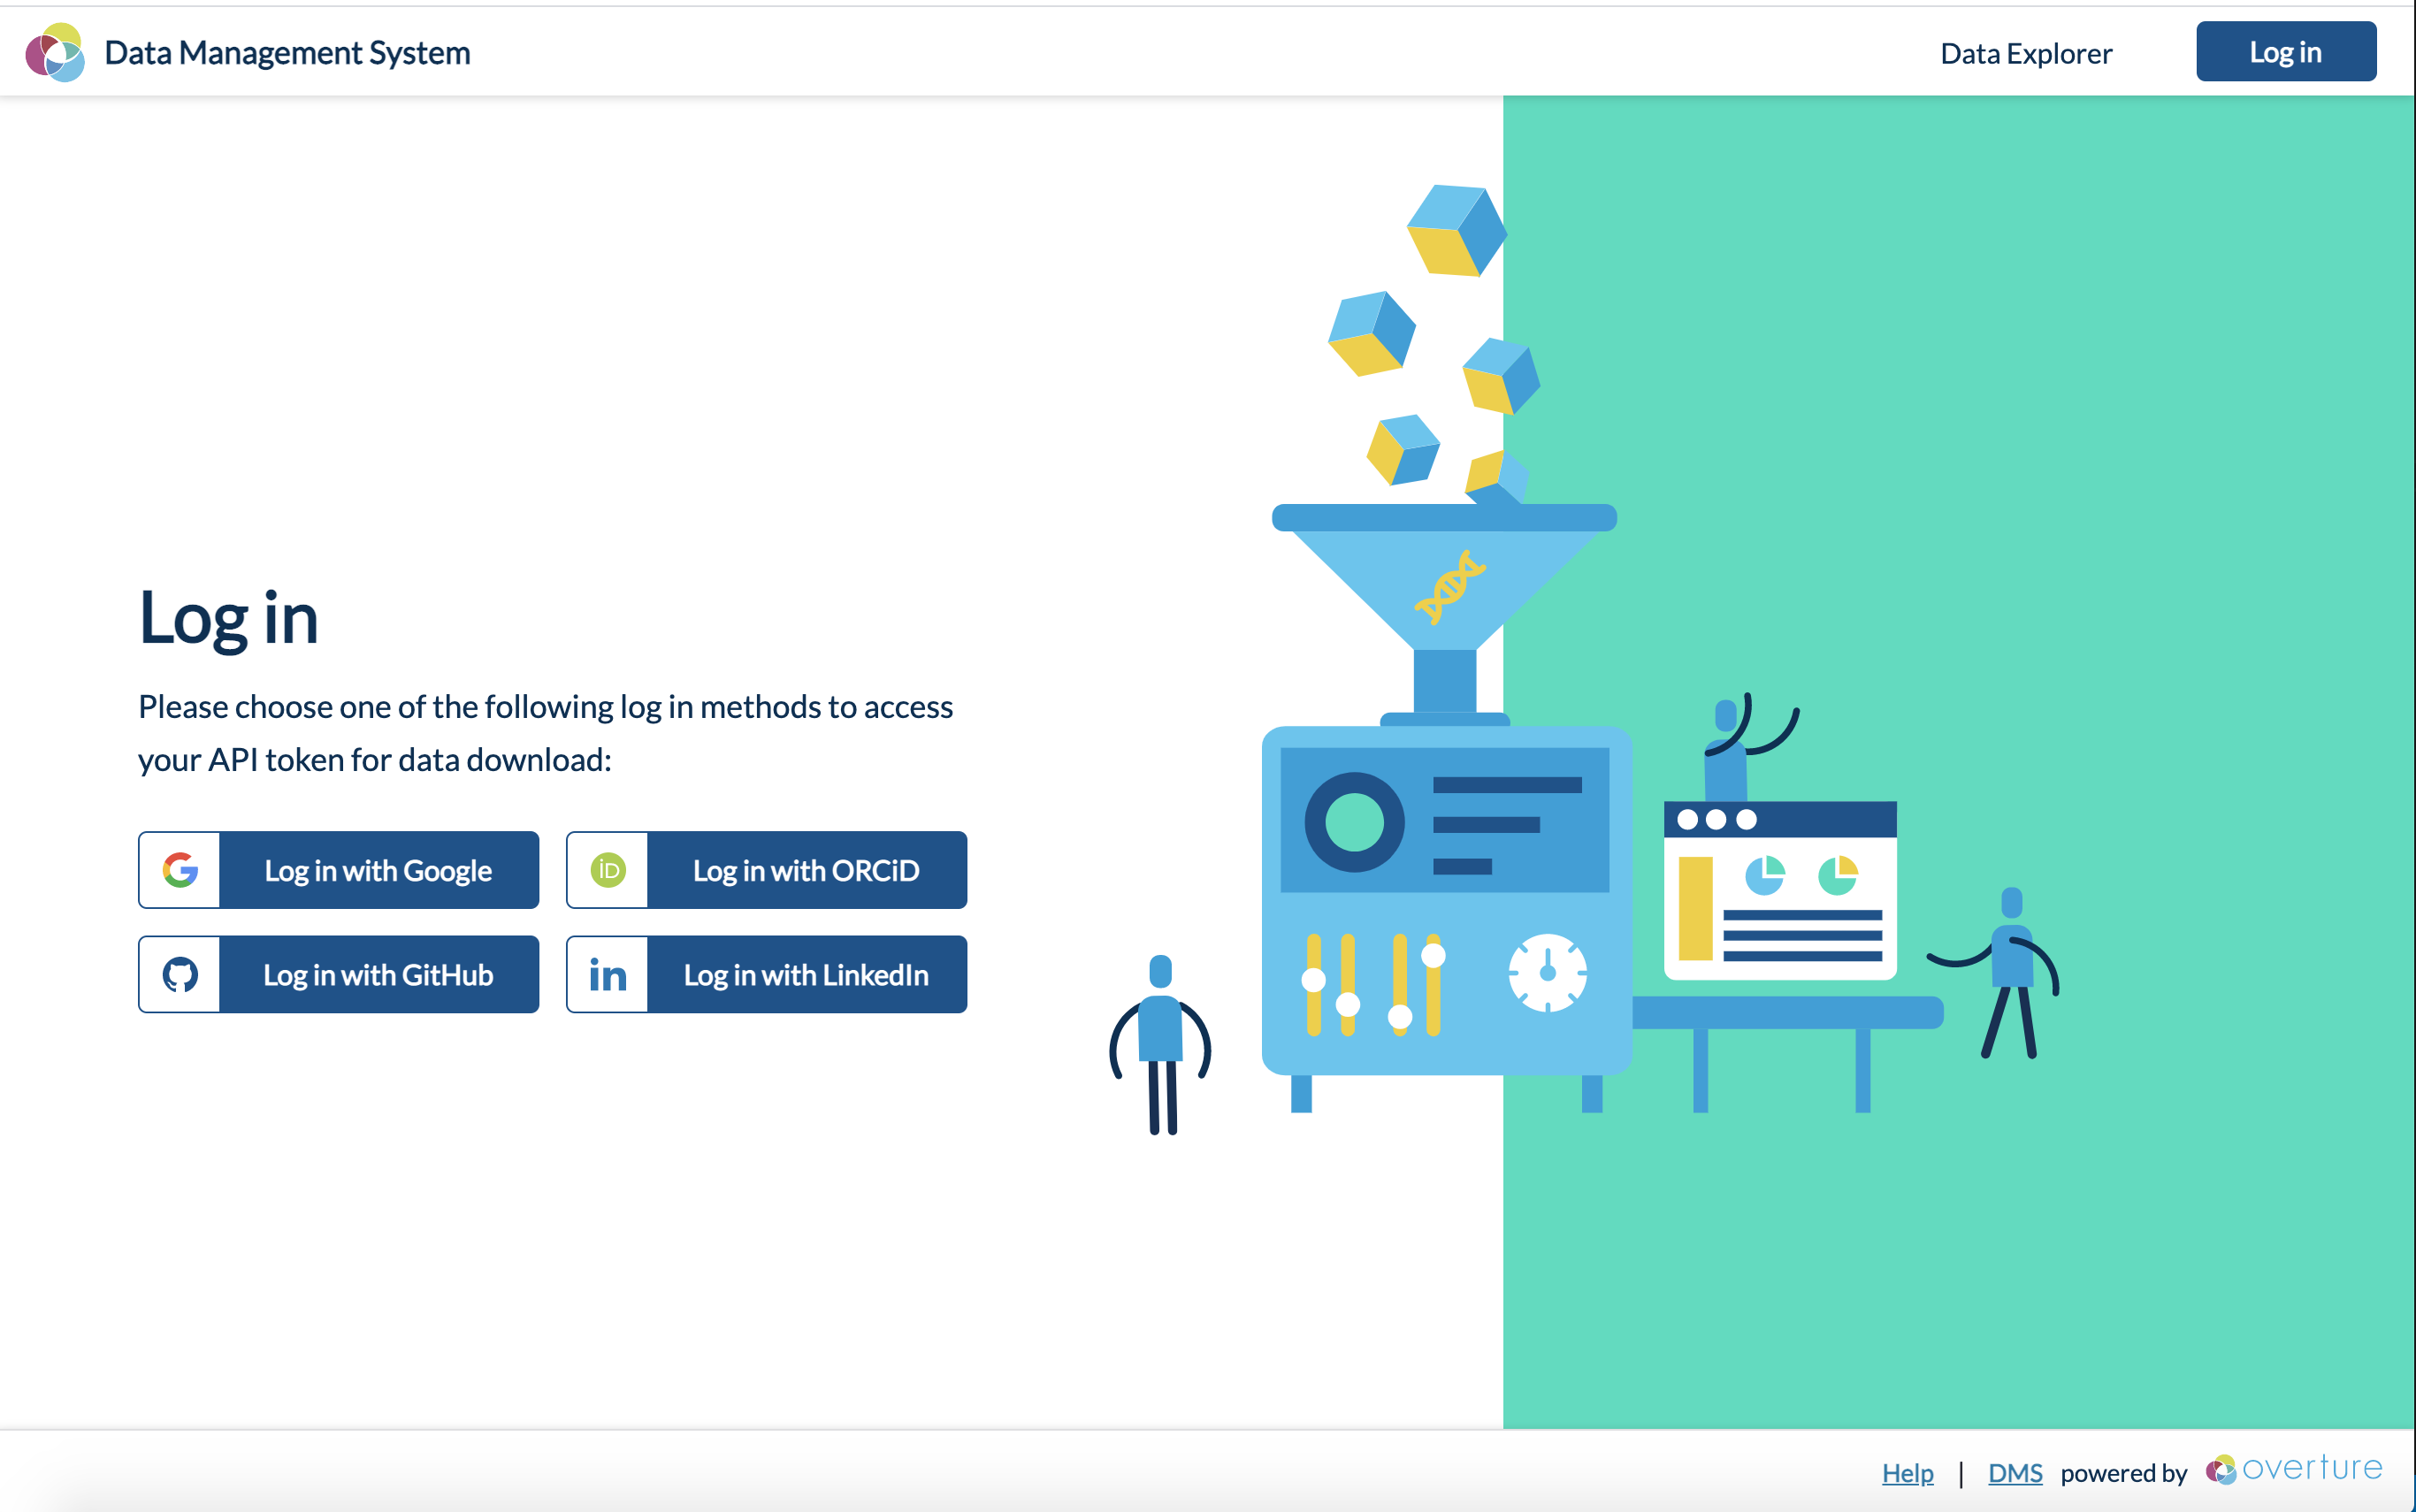 Data Management System
Data Explorer
Log in
Log in
Please choose one of the following log in methods to access
your API token for data download:
Log in with Google
iD
Log in with ORCiD
Log in with GitHub
in
Log in with LinkedIn
Help | DMS powered by overture